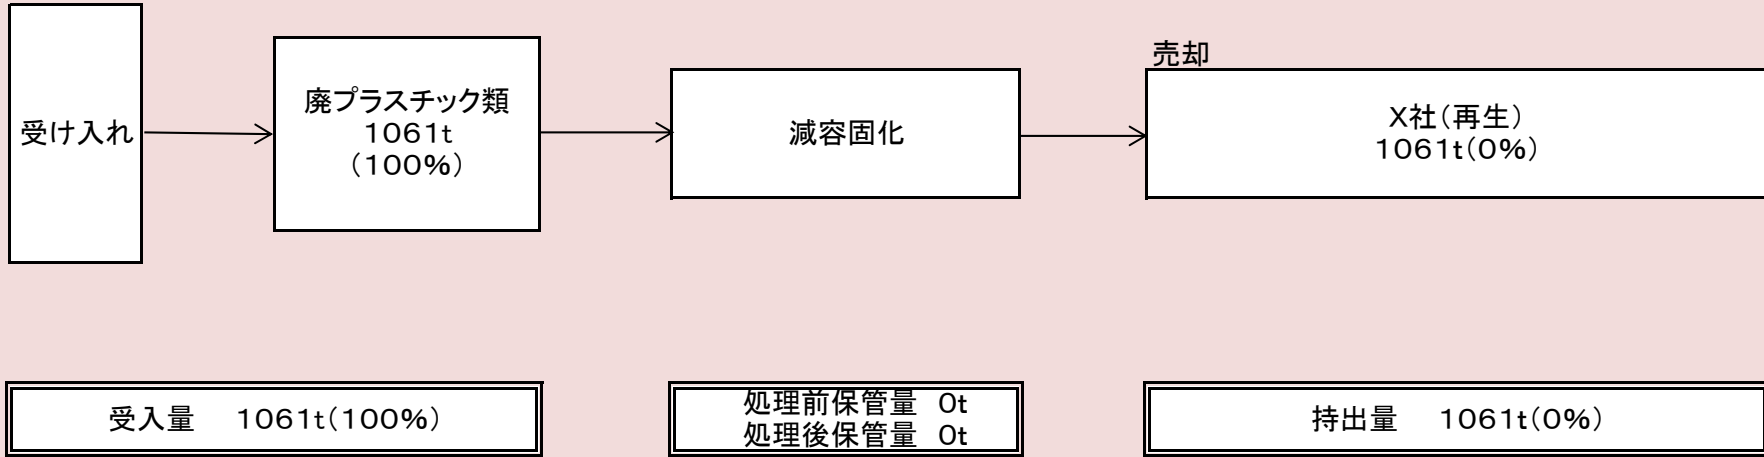 売却
受け入れ
廃プラスチック類
1061t
(100%)
減容固化
X社(再生)
1061t(0%)
受入量　1061t(100%)
処理前保管量　0t
処理後保管量　0t
持出量　1061t(0%)